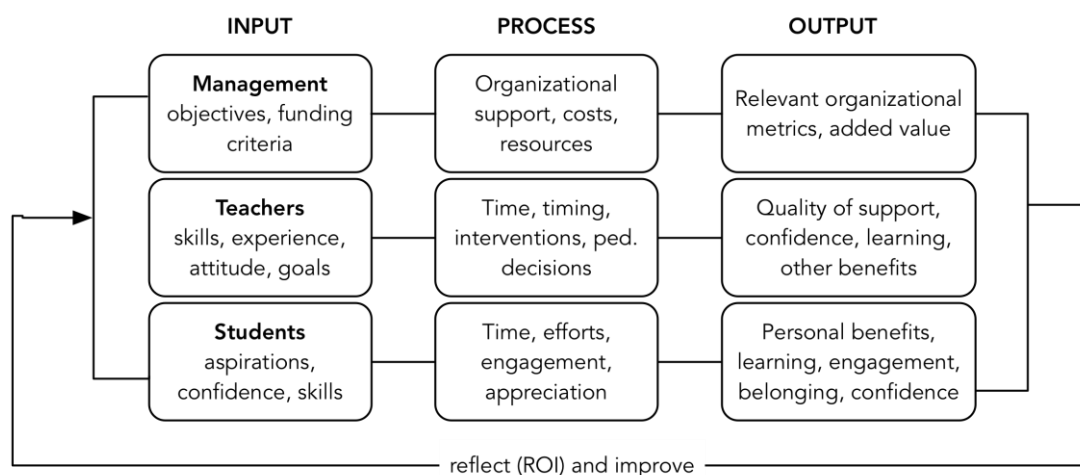 INPUT
PROCESS
OUTPUT
Management
objectives, funding
criteria
Organizational
support, costs,
resources
Relevant organizational
metrics, added value
Teachers
skills, experience,
attitude, goals
Time, timing,
interventions, ped.
decisions
Quality of support,
confidence, learning,
other benefits
Students
aspirations,
confidence, skills
Time, efforts,
engagement,
appreciation
Personal benefits,
learning, engagement,
belonging, confidence
reflect (ROI) and improve